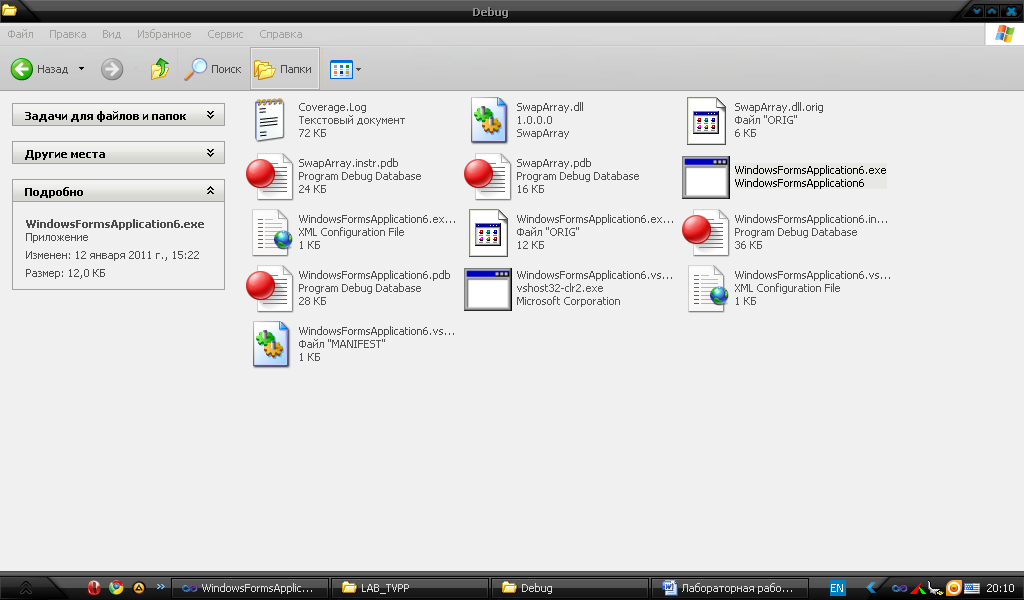 Debug
Файл Правка Вид Избранное Сервис Справка
Назад Поиск Папки
Задачи для файлов и папок
Другие места
Подробно
WindowsFormsApplication6.exe
Приложение
Изменен: 12 января 2011 г., 15:22
Размер: 12,0 КБ
Coverage.Log
Текстовый документ
72 КБ
SwapArray.dll
1.0.0.0
SwapArray
SwapArray.dll.orig
Файл "ORIG"
6 КБ
SwapArray.instr.pdb
Program Debug Database
24 КБ
SwapArray.pdb
Program Debug Database
16 КБ
WindowsFormsApplication6.exe
WindowsFormsApplication6
WindowsFormsApplication6.ex...
XML Configuration File
1 КБ
WindowsFormsApplication6.ex...
Файл "ORIG"
12 КБ
WindowsFormsApplication6.in...
Program Debug Database
36 КБ
WindowsFormsApplication6.pdb
Program Debug Database
28 КБ
WindowsFormsApplication6.vs...
vshost32-clr2.exe
Microsoft Corporation
WindowsFormsApplication6.vs...
XML Configuration File
1 КБ
WindowsFormsApplication6.vs...
Файл "MANIFEST"
1 КБ
WindowsFormsApplic... LAB_TVPP Debug Лабораторная рабо... EN 20:10